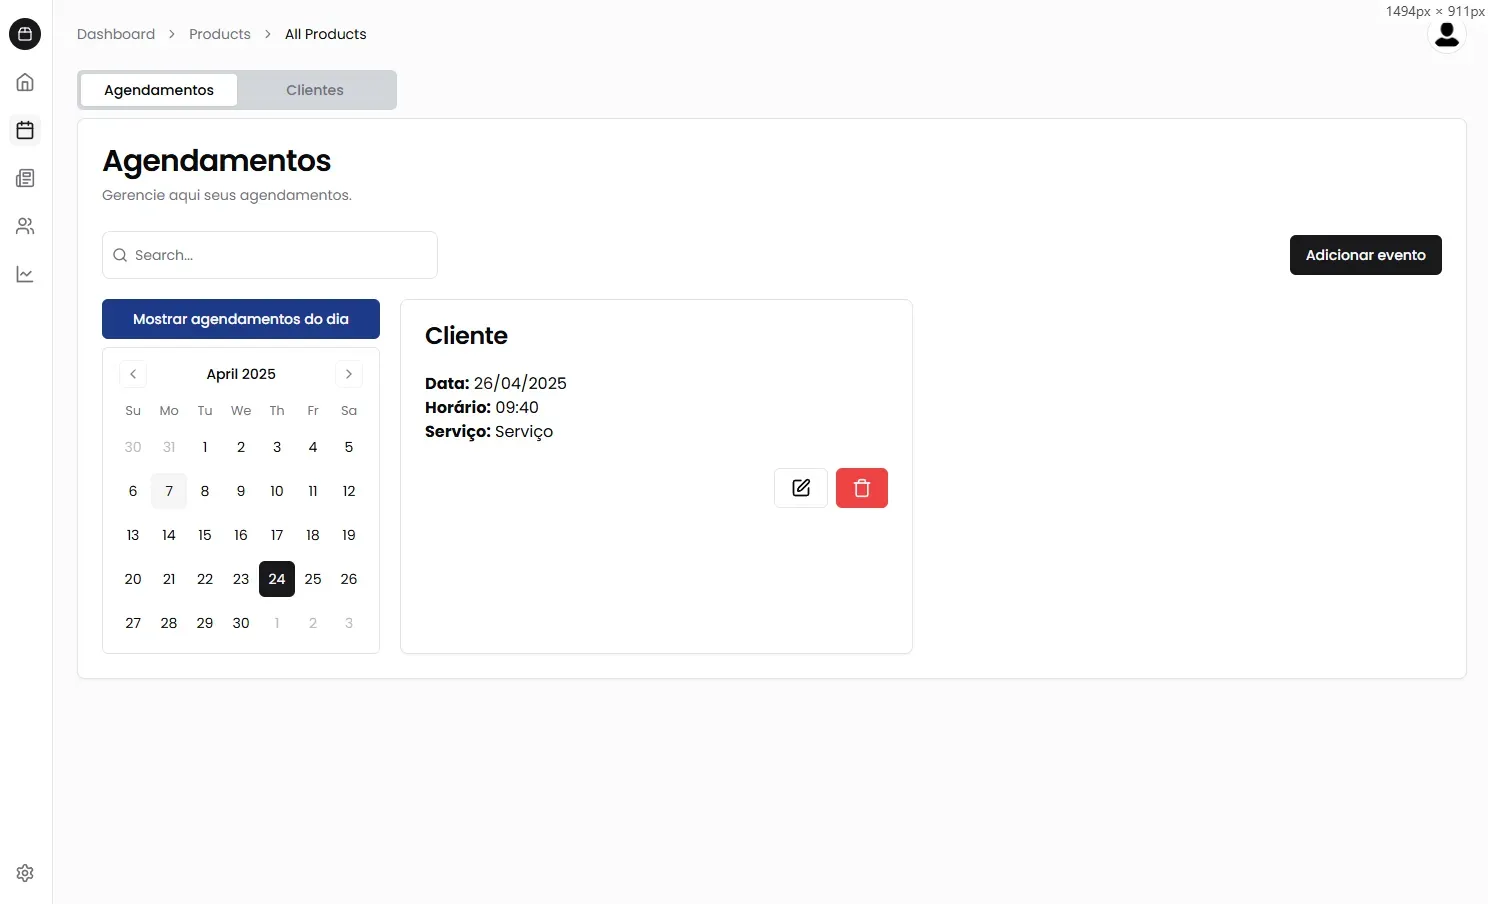 1494px × 911px
Dashboard > Products > All Products
Agendamentos Clientes
Agendamentos
Gerencie aqui seus agendamentos.
Search...
Adicionar evento
Mostrar agendamentos do dia
April 2025
Su Mo Tu We Th Fr Sa
30 31 1 2 3 4 5
6 7 8 9 10 11 12
13 14 15 16 17 18 19
20 21 22 23 24 25 26
27 28 29 30 1 2 3
Cliente
Data: 26/04/2025
Horário: 09:40
Serviço: Serviço